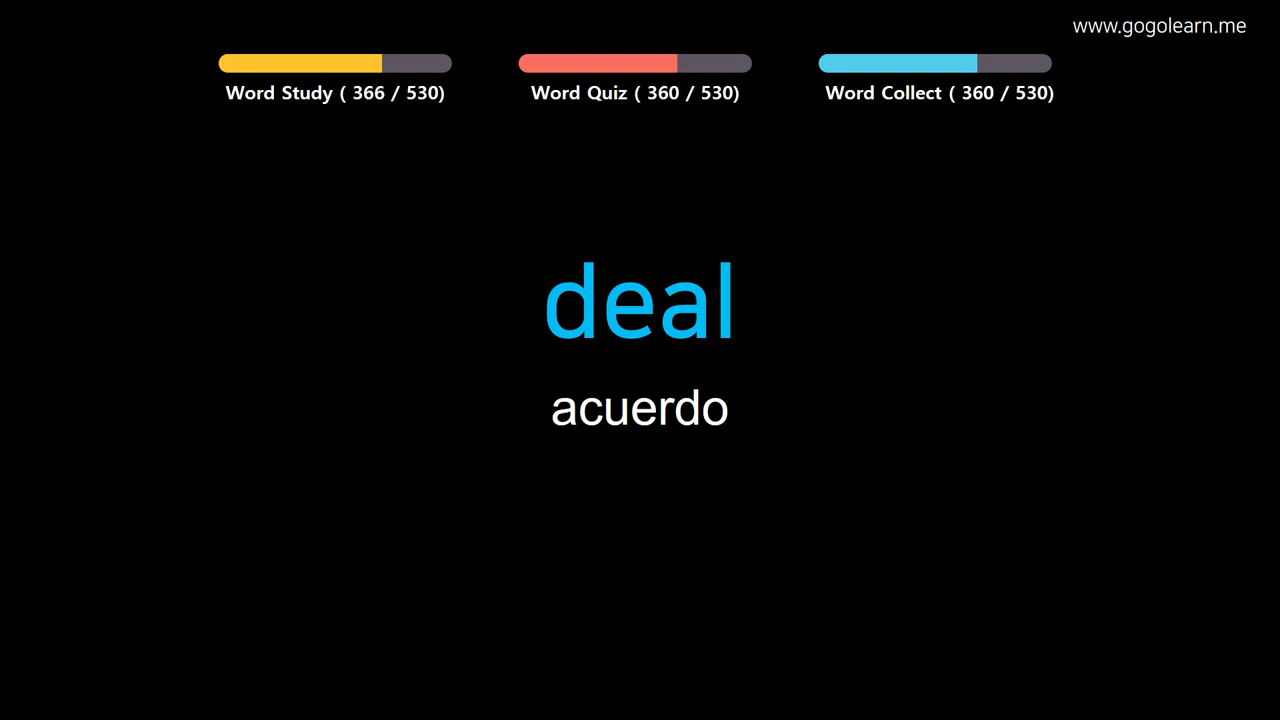 www.gogolearn.me
Word Study ( 366 / 530)
Word Quiz ( 360 / 530)
Word Collect ( 360 / 530)
deal
acuerdo